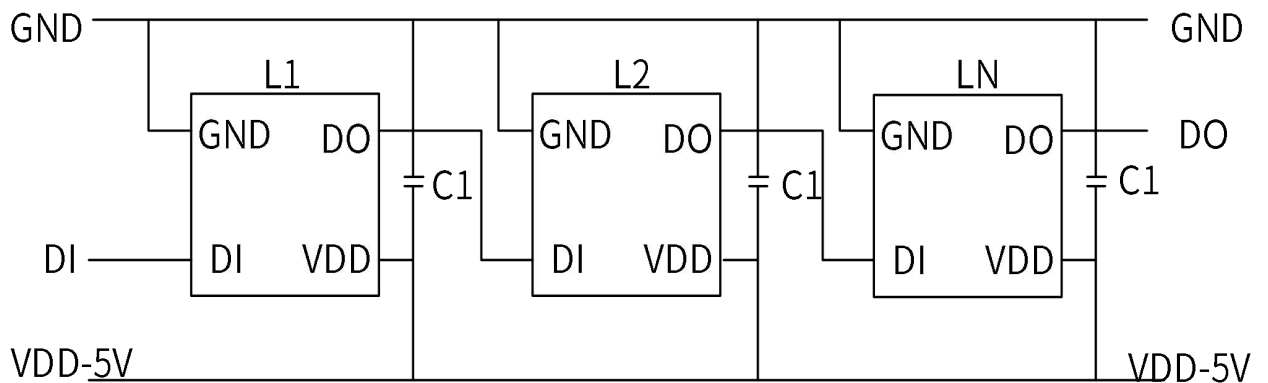 GND GND
L1 L2 LN
GND DO GND DO GND DO DO
C1 C1 C1
DI DI VDD DI VDD DI VDD
VDD-5V VDD-5V